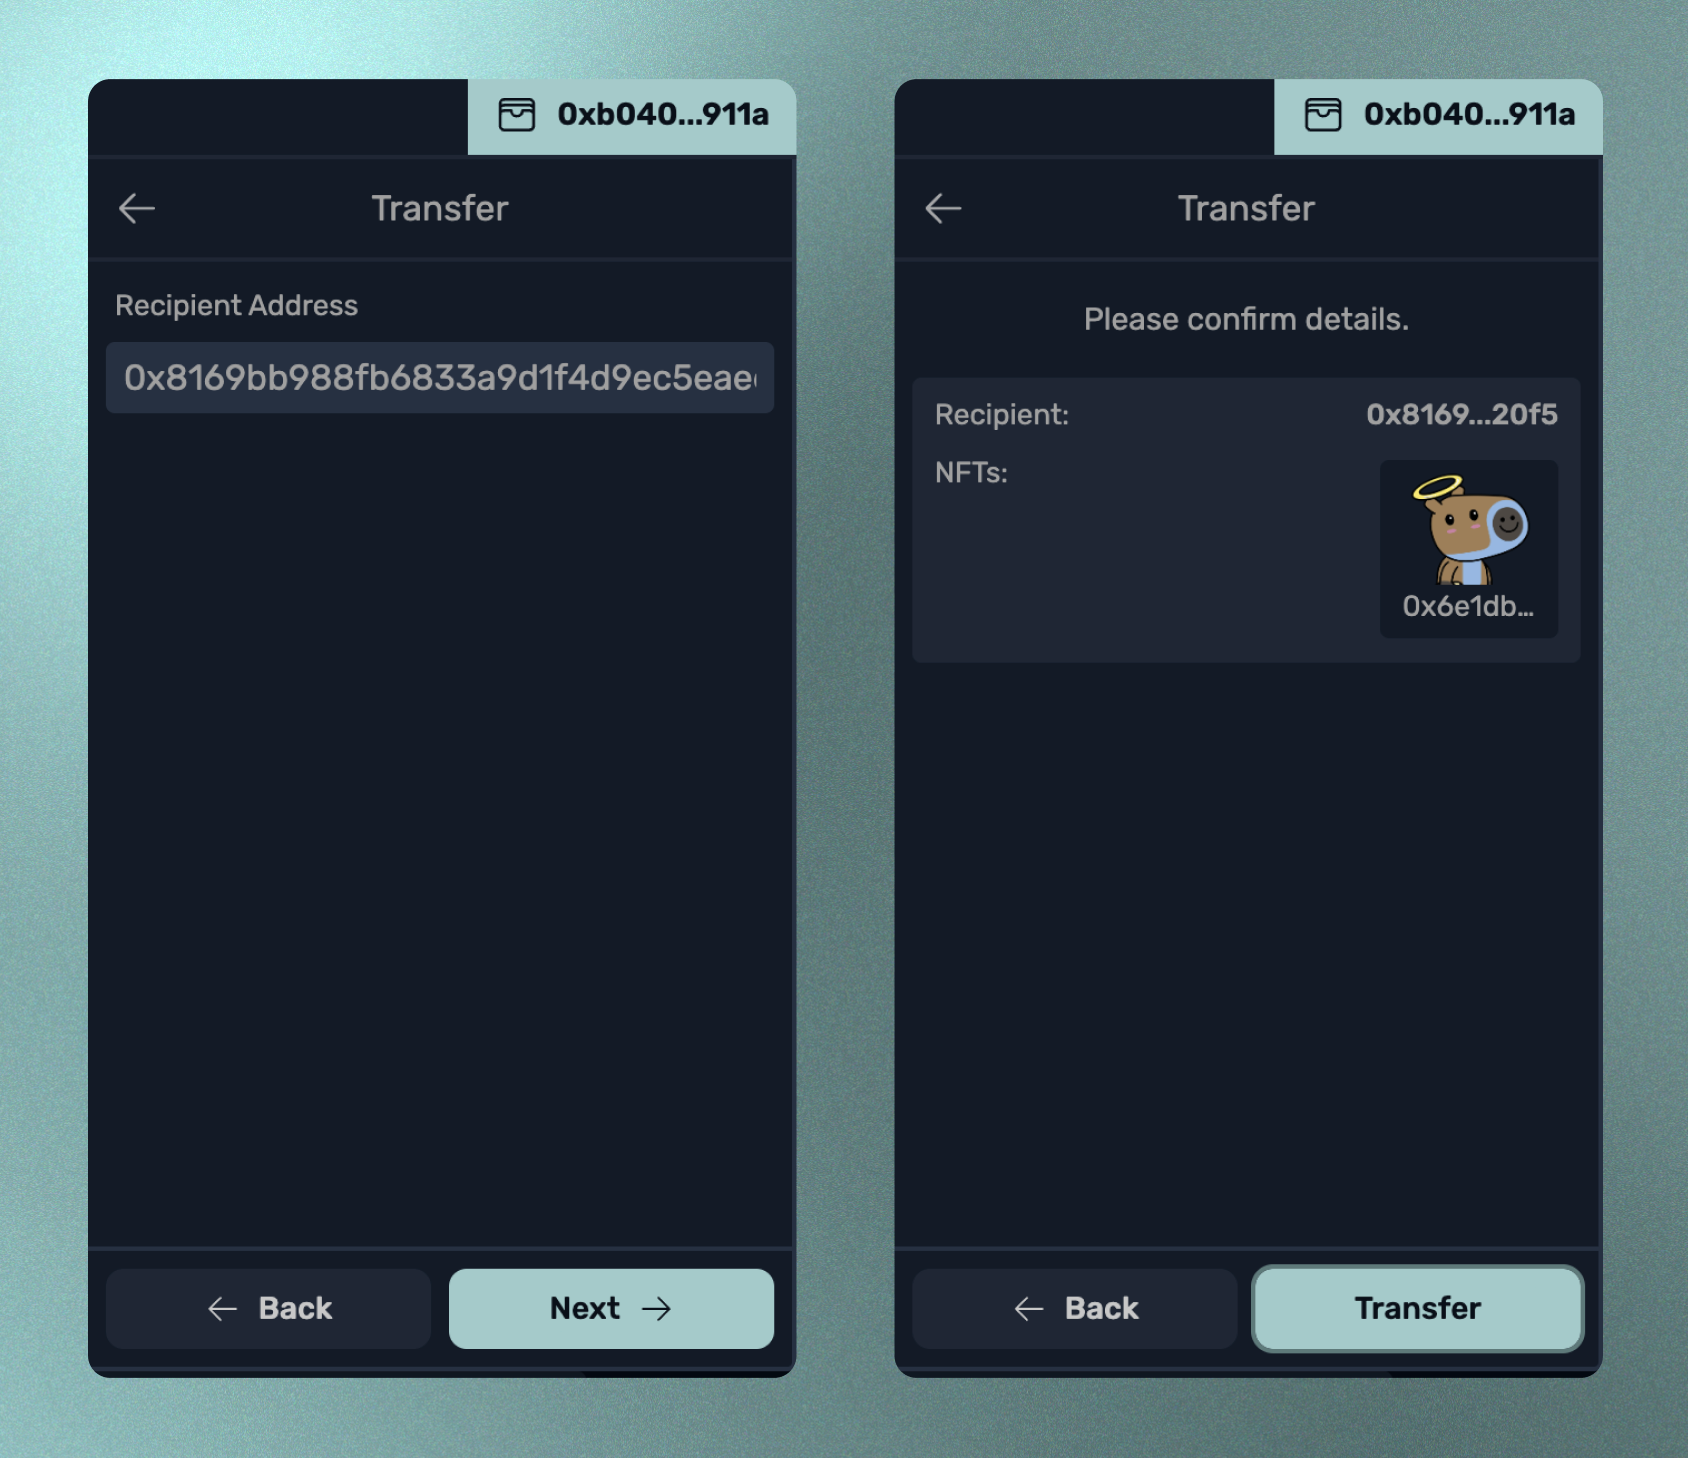 0xb040...911a
Transfer
Recipient Address
0x8169bb988fb6833a9d1f4d9ec5eae
Back
Next
0xb040...911a
Transfer
Please confirm details.
Recipient: 0x8169...20f5
NFTs:
0x6e1db...
Back
Transfer